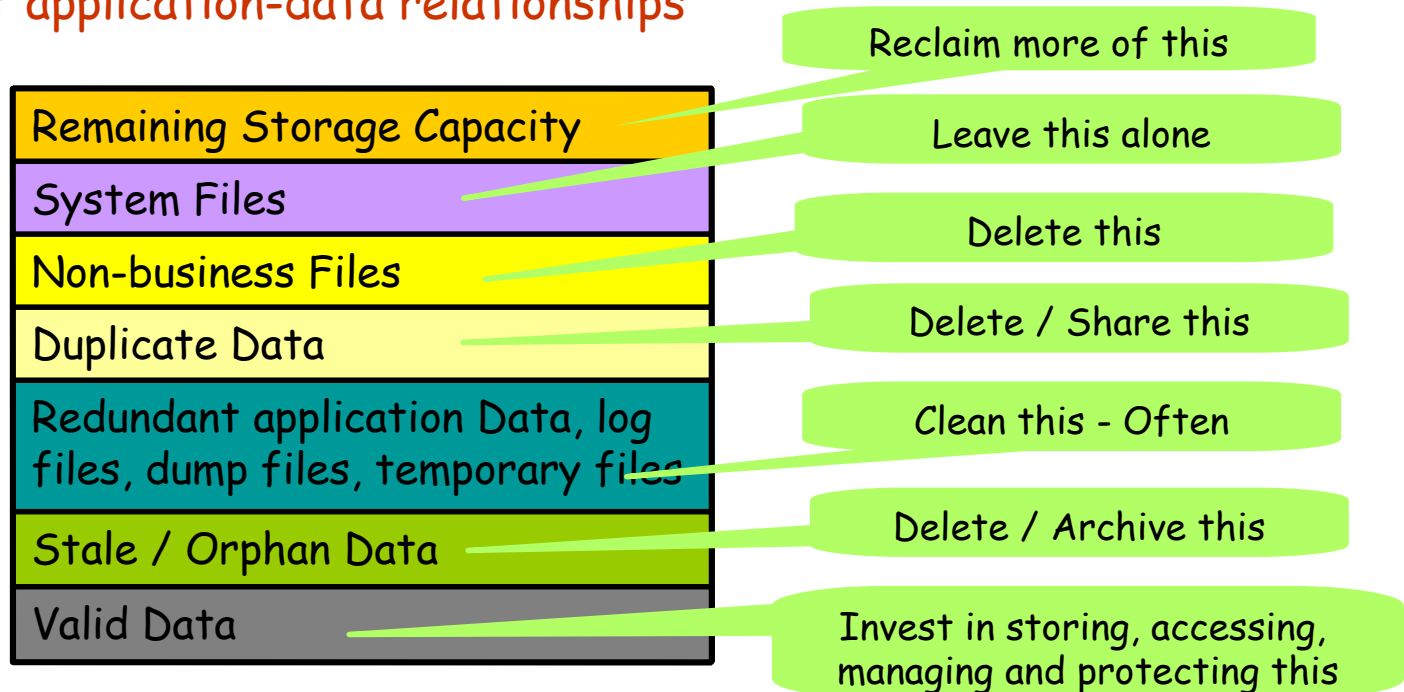 application-data relationships
Reclaim more of this
Remaining Storage Capacity
Leave this alone
System Files
Delete this
Non-business Files
Delete / Share this
Duplicate Data
Clean this - Often
Redundant application Data, log
files, dump files, temporary files
Delete / Archive this
Stale / Orphan Data
Valid Data
Invest in storing, accessing,
managing and protecting this